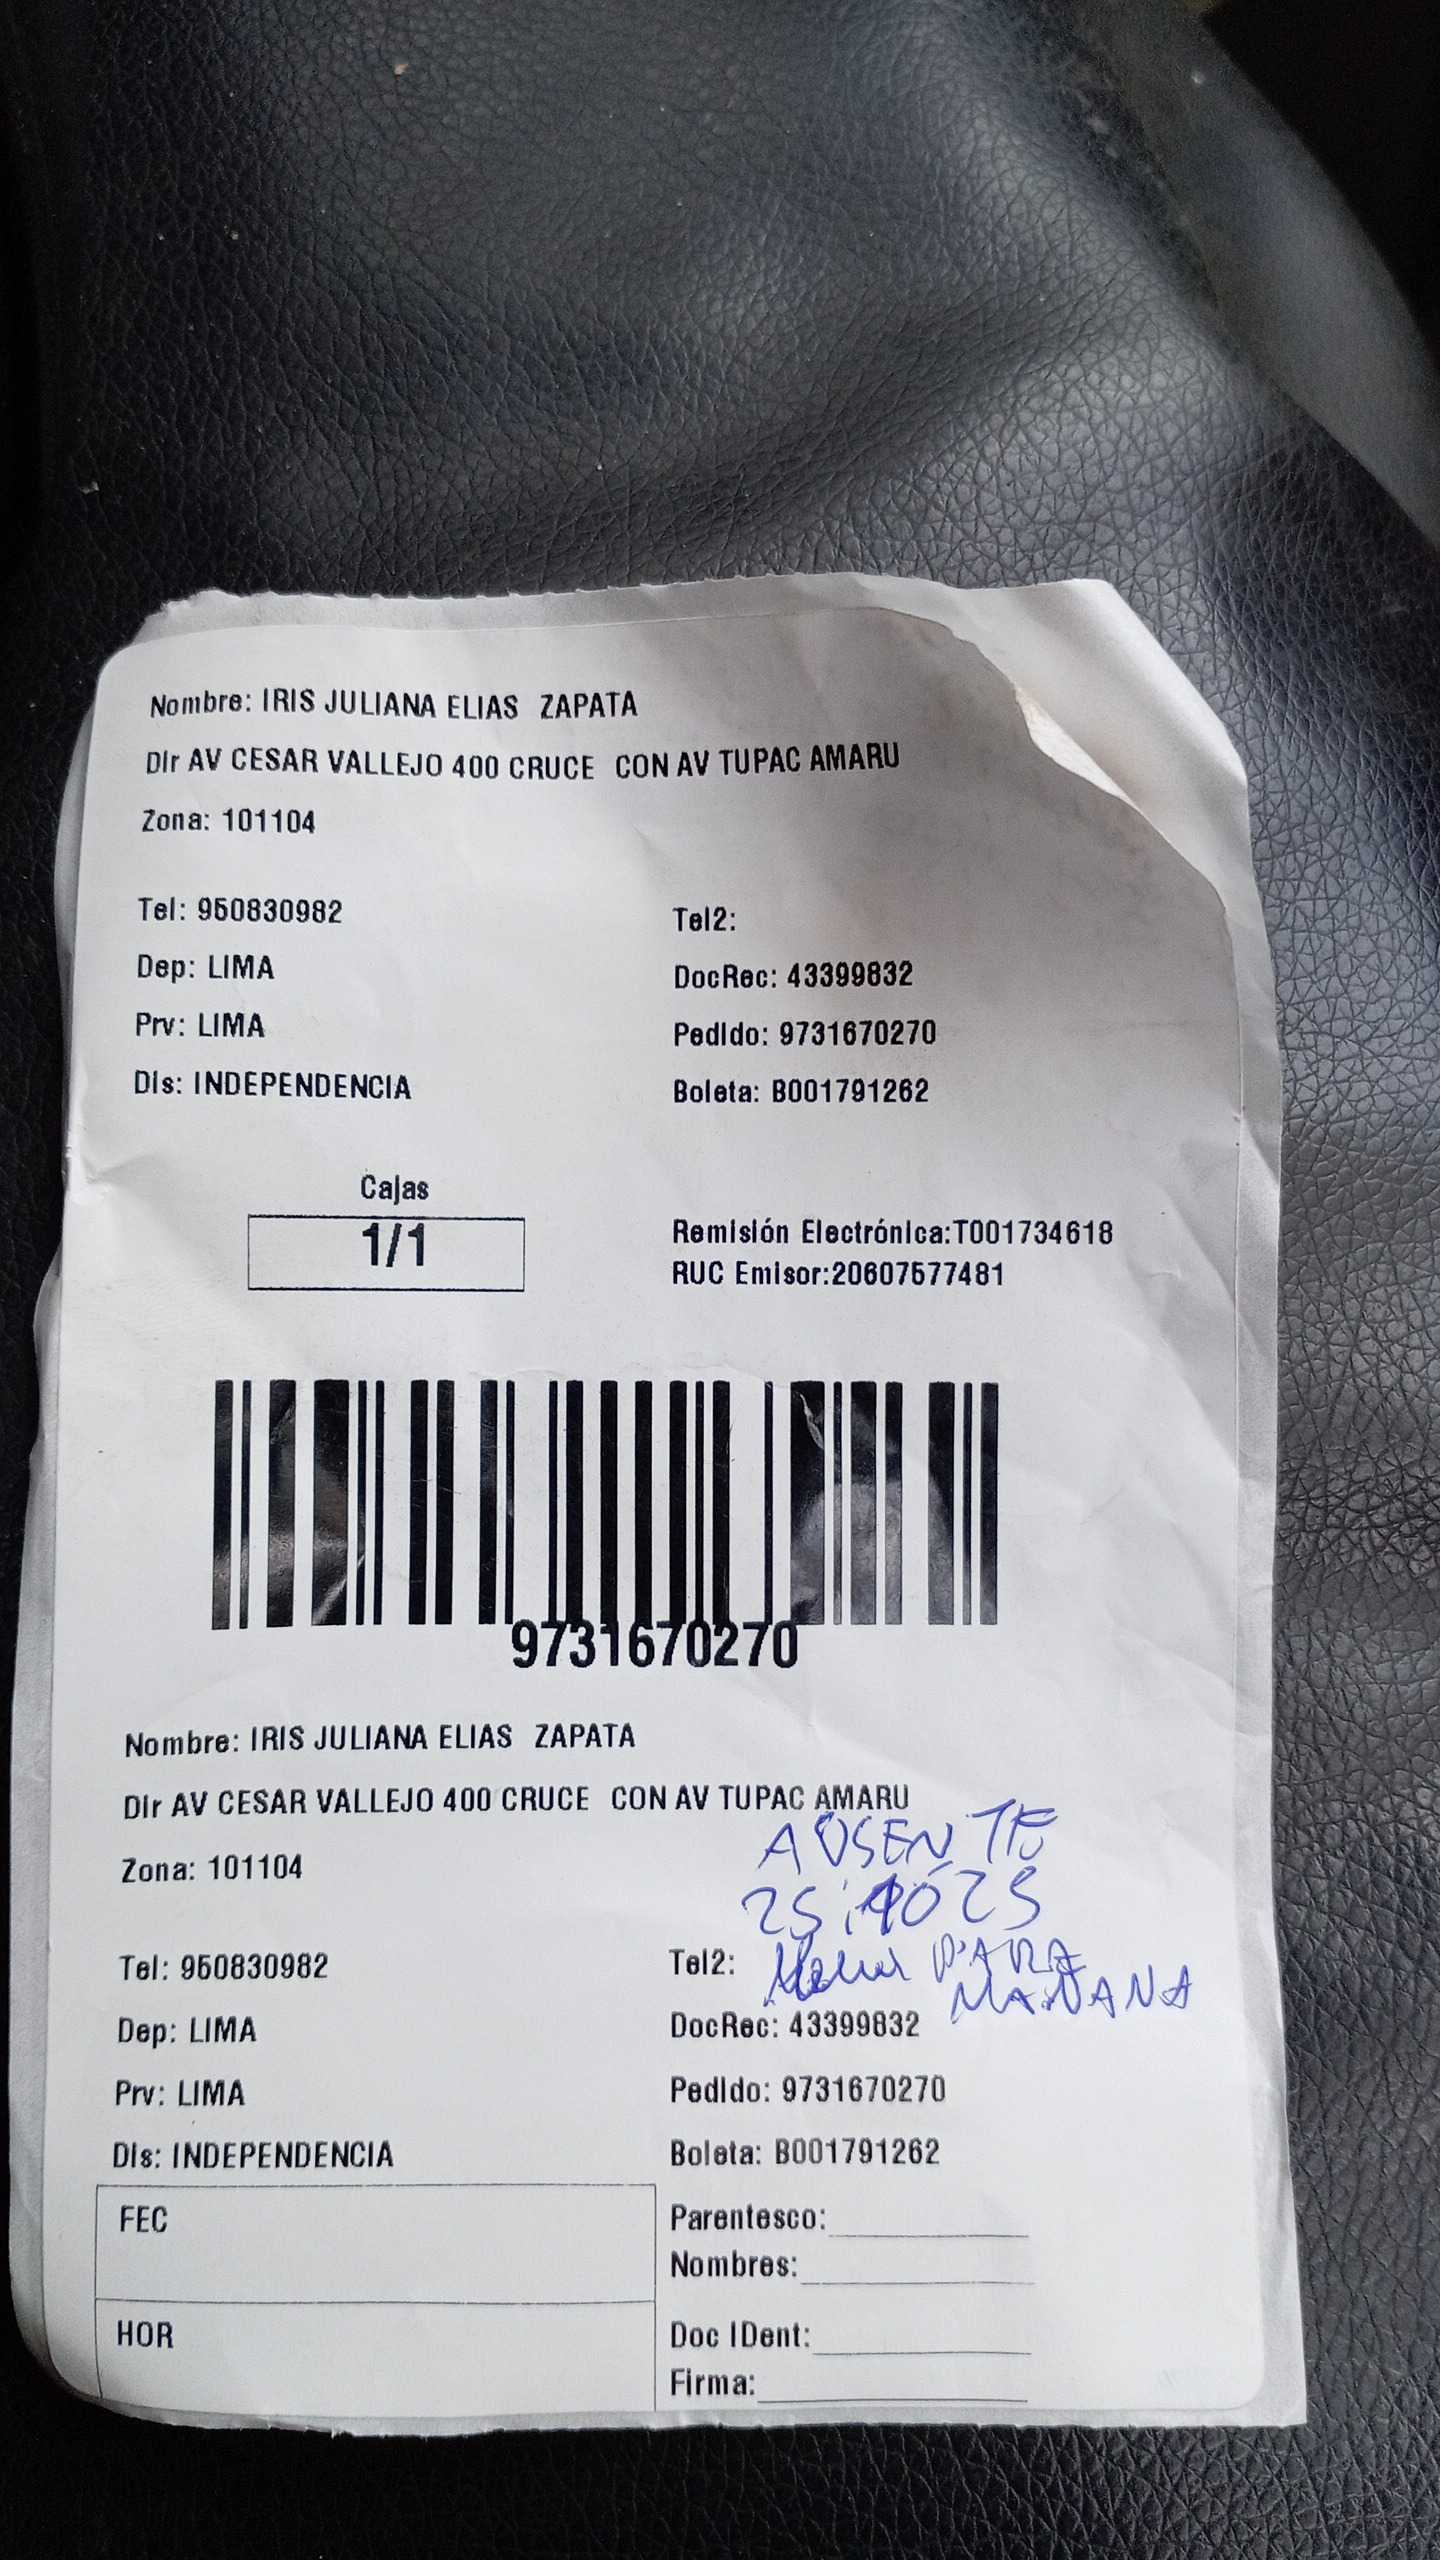 Nombre: IRIS JULIANA ELIAS ZAPATA
Dir AV CESAR VALLEJO 400 CRUCE CON AV TUPAC AMARU
Zona: 101104
Tel: 950830982
Tel2:
Dep: LIMA
DocRec: 43399832
Prv: LIMA
Pedido: 9731670270
Dis: INDEPENDENCIA
Boleta: B001791262
Cajas
1/1
Remisión Electrónica:T001734618
RUC Emisor:20607577481
9731670270
Nombre: IRIS JULIANA ELIAS ZAPATA
Dir AV CESAR VALLEJO 400 CRUCE CON AV TUPAC AMARU
AUSENTE
Zona: 101104
Tel: 950830982
Tel2:
PARA
MAÑANA
Dep: LIMA
DocRec: 43399832
Prv: LIMA
Pedido: 9731670270
Dis: INDEPENDENCIA
Boleta: B001791262
FEC
Parentesco:
Nombres:
HOR
Doc IDent:
Firma: